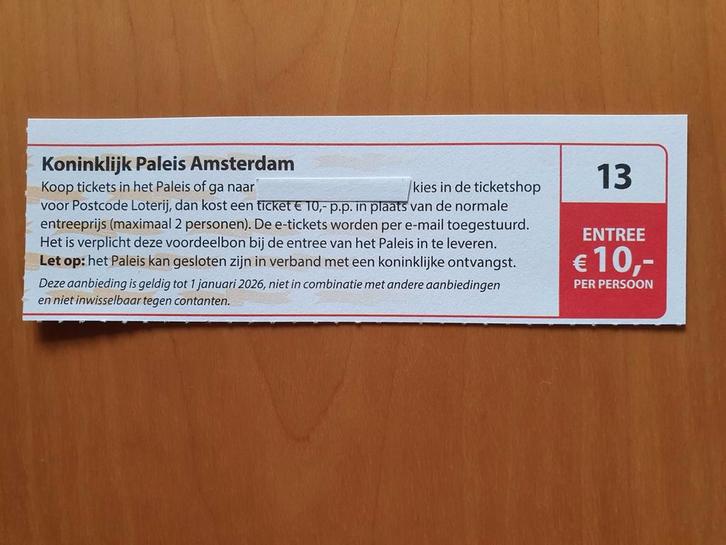 Koninklijk Paleis Amsterdam
Koop tickets in het Paleis of ga naar kies in de ticketshop
voor Postcode Loterij, dan kost een ticket € 10,- p.p. in plaats van de normale
entreeprijs (maximaal 2 personen). De e-tickets worden per e-mail toegestuurd.
Het is verplicht deze voordeelbon bij de entree van het Paleis in te leveren.
Let op: het Paleis kan gesloten zijn in verband met een koninklijke ontvangst.
Deze aanbieding is geldig tot 1 januari 2026, niet in combinatie met andere aanbiedingen
en niet inwisselbaar tegen contanten.
13
ENTREE
€ 10,-
PER PERSOON